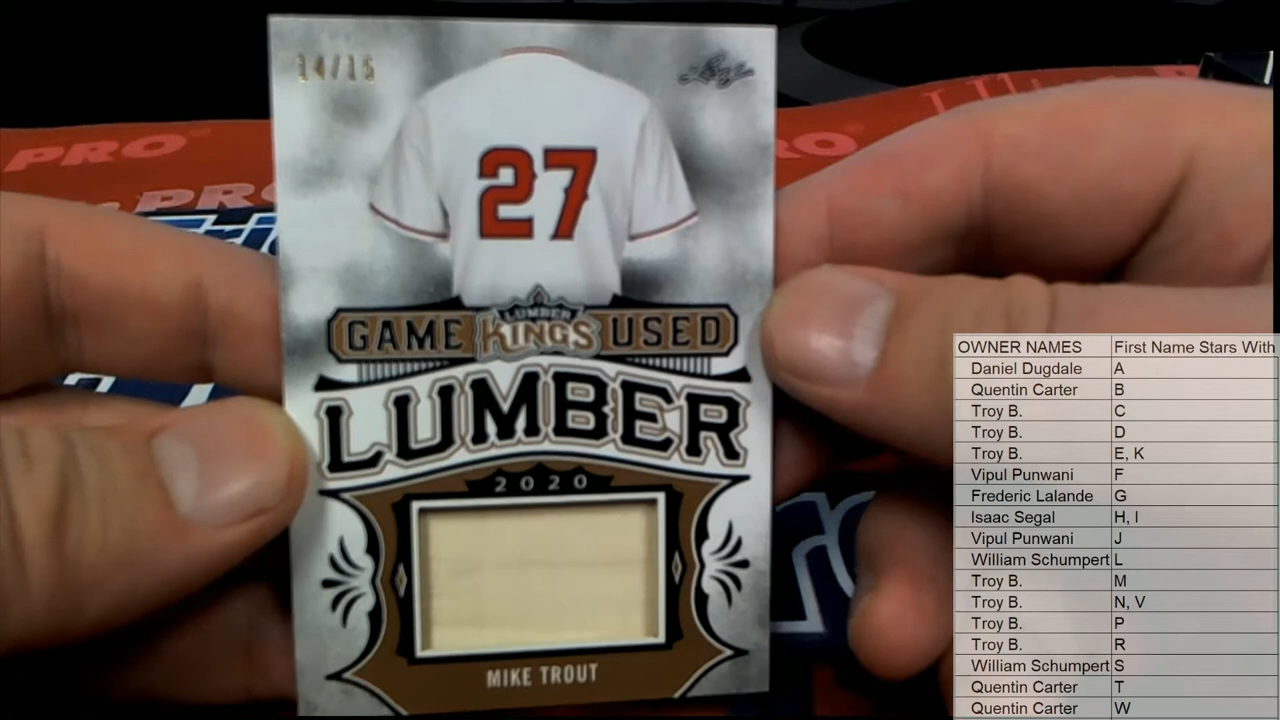 14/15
Leaf
27
GAME LUMBER KINGS USED
LUMBER
2020
MIKE TROUT
PRO
PRO
RO
OWNER NAMES First Name Stars With
Daniel Dugdale A
Quentin Carter B
Troy B. C
Troy B. D
Troy B. E, K
Vipul Punwani F
Frederic Lalande G
Isaac Segal H, I
Vipul Punwani J
William Schumpert L
Troy B. M
Troy B. N, V
Troy B. P
Troy B. R
William Schumpert S
Quentin Carter T
Quentin Carter W